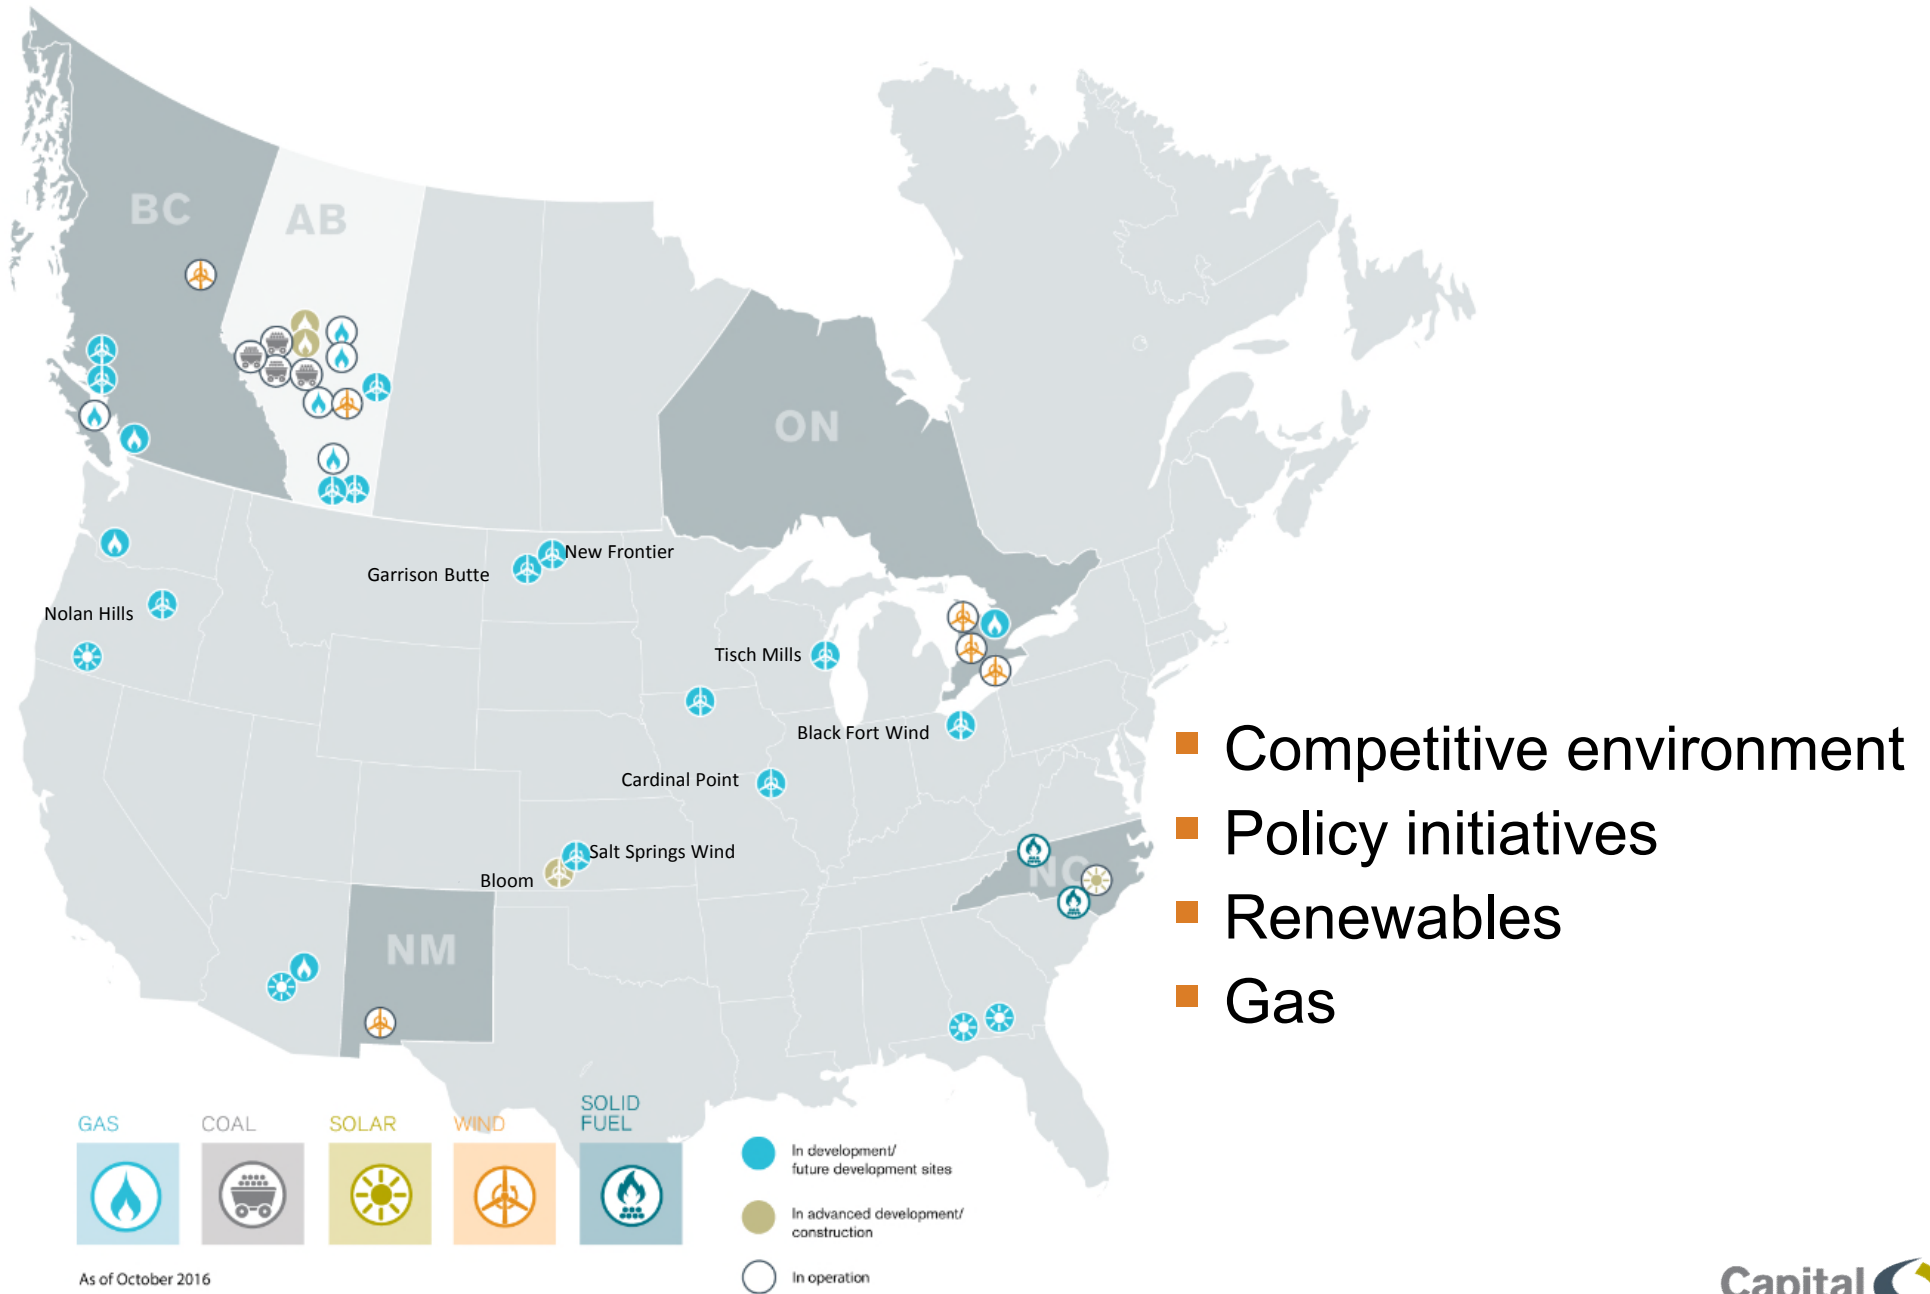 BC
AB
ON
New Frontier
Garrison Butte
Nolan Hills
Tisch Mills
Black Fort Wind
Cardinal Point
Salt Springs Wind
Bloom
NC
NM
Competitive environment
Policy initiatives
Renewables
Gas
GAS
COAL
SOLAR
WIND
SOLID
FUEL
In development/
future development sites
In advanced development/
construction
In operation
As of October 2016
Capital